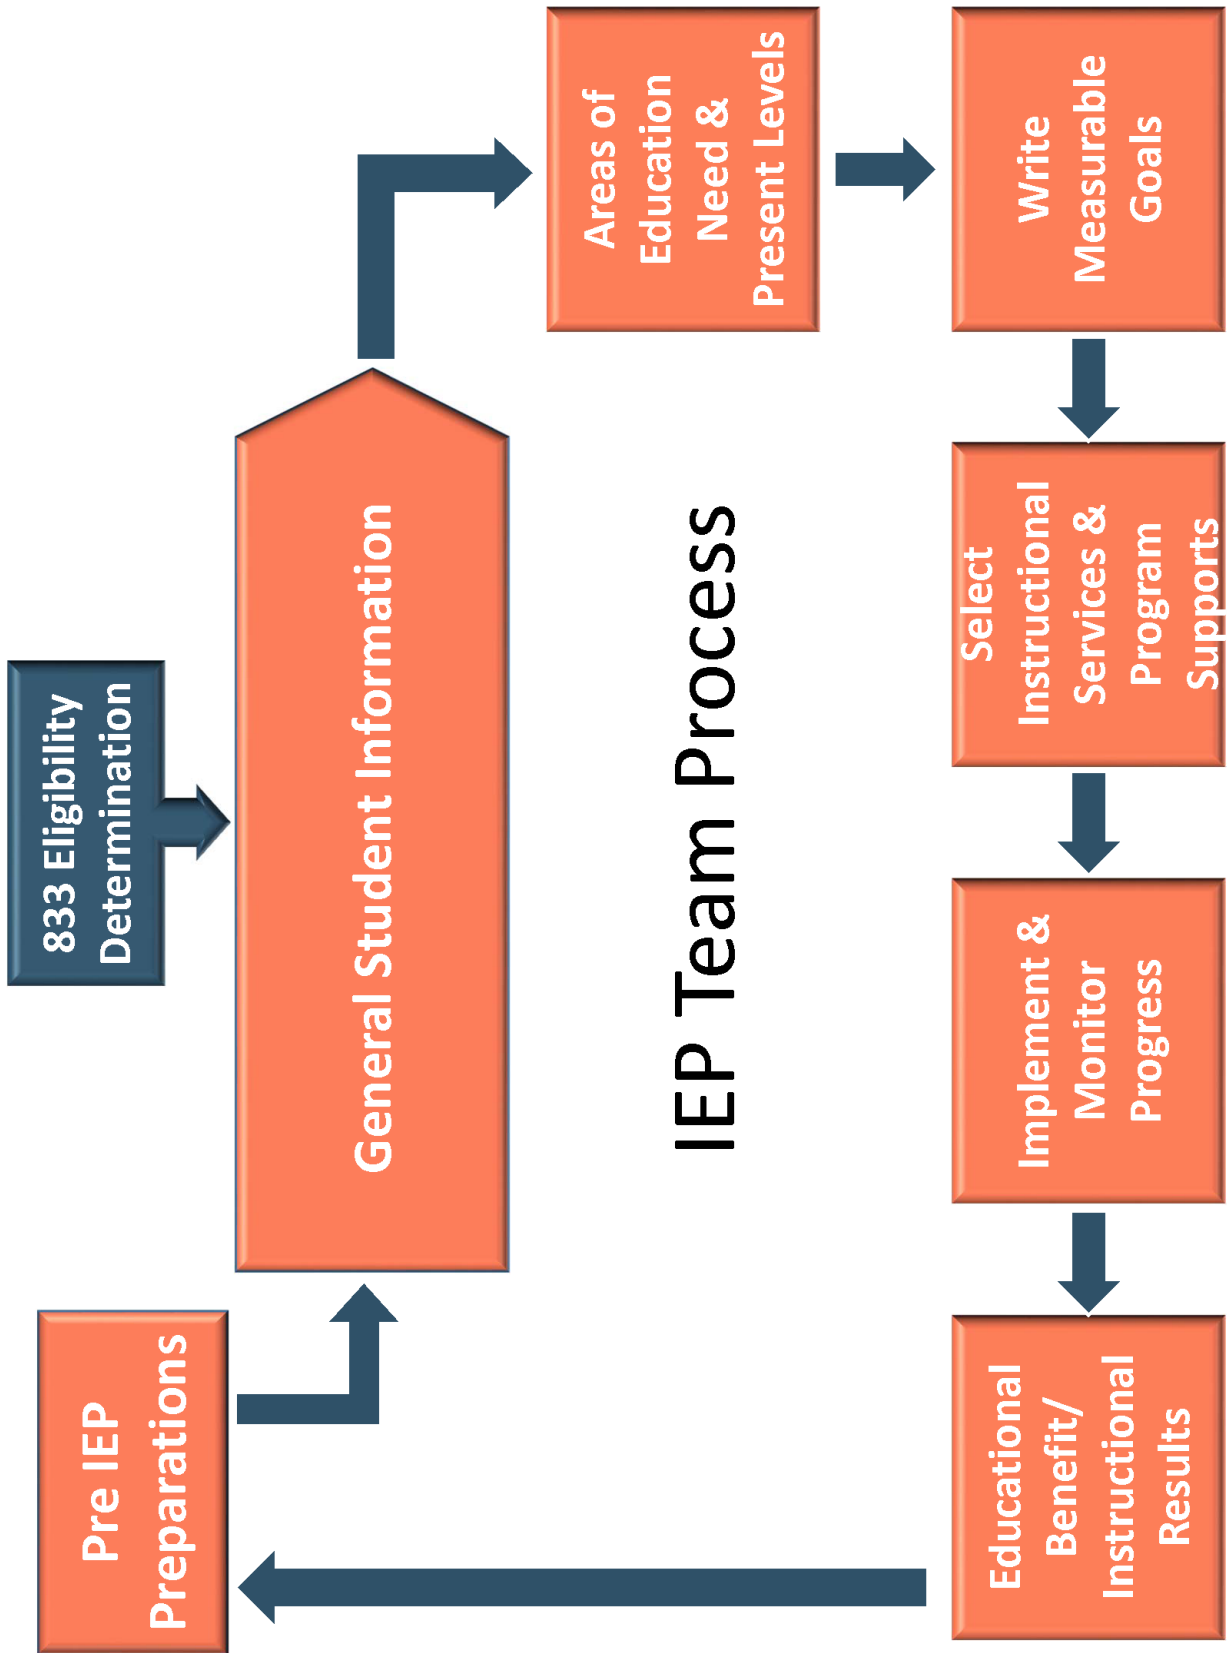 833 Eligibility
Determination
Pre IEP
Preparations
General Student Information
Areas of
Education
Need &
Present Levels
IEP Team Process
Write
Measurable
Goals
Select
Instructional
Services &
Program
Supports
Implement &
Monitor
Progress
Educational
Benefit/
Instructional
Results